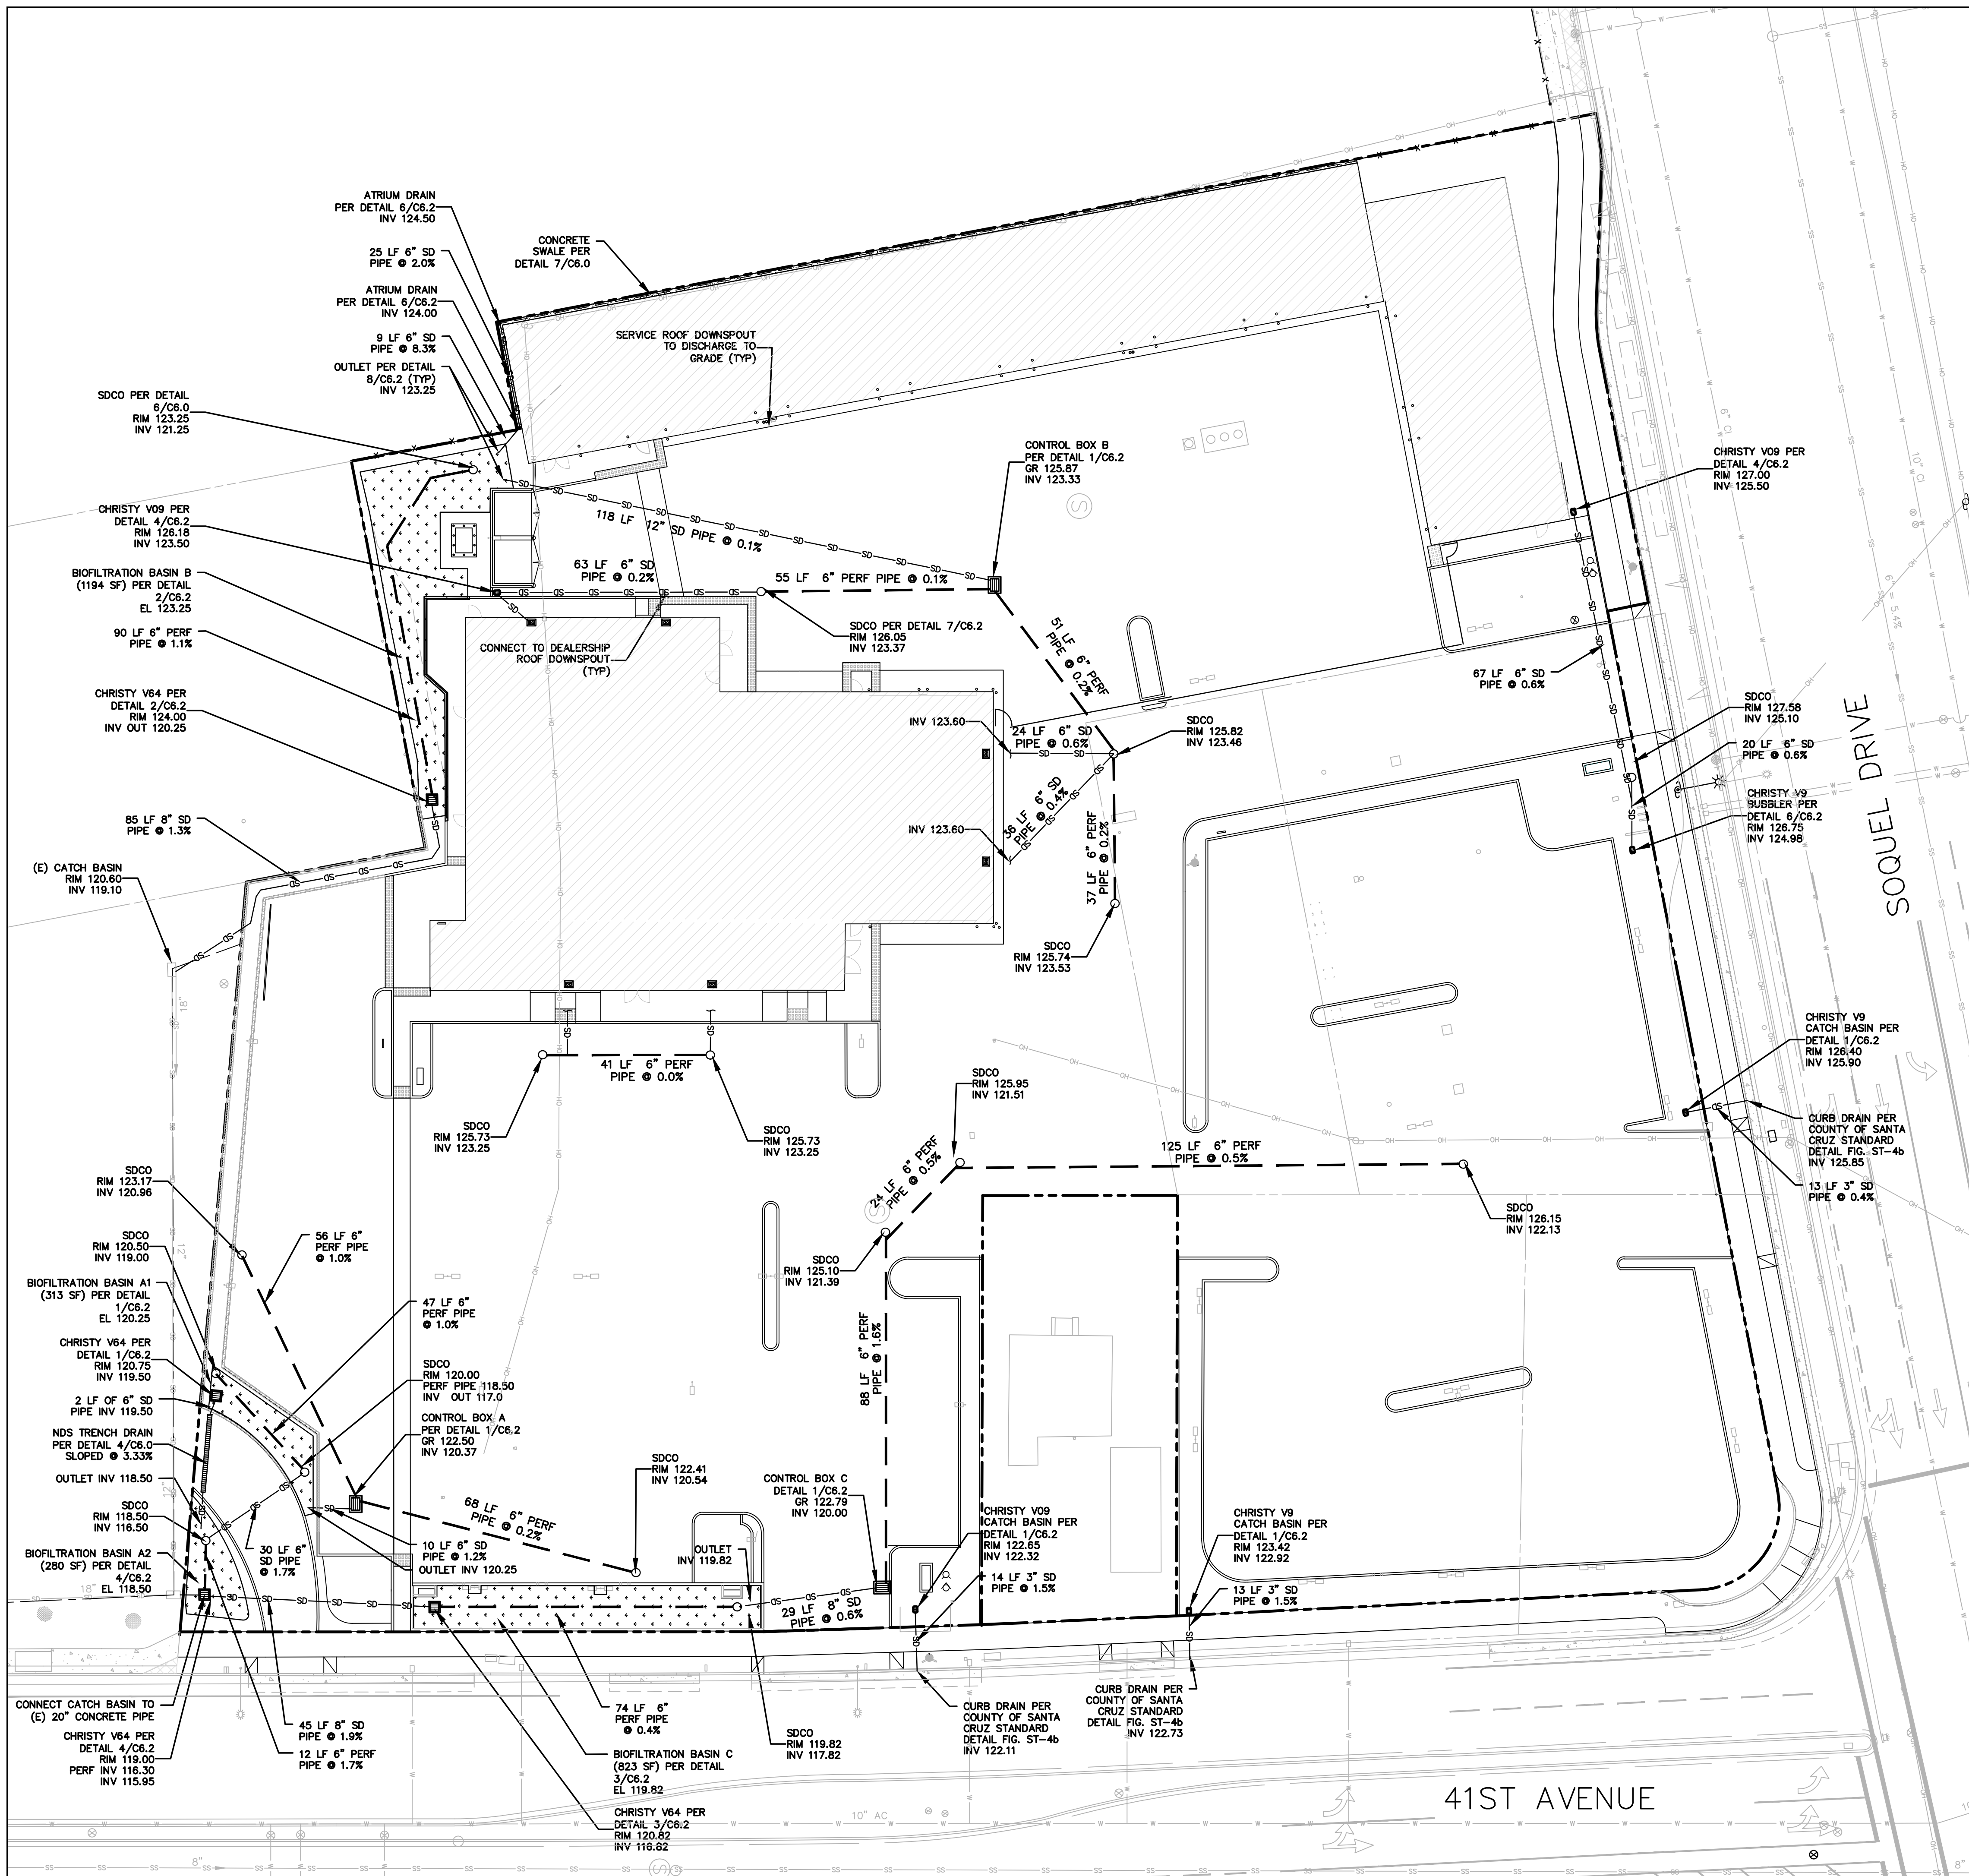 ATRIUM DRAIN
PER DETAIL 6/C6.2
INV 124.50
25 LF 6" SD
PIPE @ 2.0%
ATRIUM DRAIN
PER DETAIL 6/C6.2
INV 124.00
9 LF 6" SD
PIPE @ 8.3%
OUTLET PER DETAIL
8/C6.2 (TYP)
INV 123.25
CONCRETE
SWALE PER
DETAIL 7/C6.0
SERVICE ROOF DOWNSPOUT
TO DISCHARGE TO
GRADE (TYP)
SDCO PER DETAIL
6/C6.0
RIM 123.25
INV 121.25
CHRISTY V09 PER
DETAIL 4/C6.2
RIM 126.18
INV 123.50
BIOFILTRATION BASIN B
(1194 SF) PER DETAIL
2/C6.2
EL 123.25
90 LF 6" PERF
PIPE @ 1.1%
CHRISTY V64 PER
DETAIL 2/C6.2
RIM 124.00
INV OUT 120.25
85 LF 8" SD
PIPE @ 1.3%
(E) CATCH BASIN
RIM 120.60
INV 119.10
118 LF 12" SD PIPE @ 0.1%
63 LF 6" SD
PIPE @ 0.2%
55 LF 6" PERF PIPE @ 0.1%
CONTROL BOX B
PER DETAIL 1/C6.2
GR 125.87
INV 123.33
SDCO PER DETAIL 7/C6.2
RIM 126.05
INV 123.37
CONNECT TO DEALERSHIP
ROOF DOWNSPOUT
(TYP)
51 LF 6" PERF
PIPE @ 0.2%
INV 123.60
24 LF 6" SD
PIPE @ 0.6%
SDCO
RIM 125.82
INV 123.46
36 LF 6" SD
PIPE @ 0.4%
INV 123.60
37 LF 6" PERF
PIPE @ 0.2%
SDCO
RIM 125.74
INV 123.53
CHRISTY V09 PER
DETAIL 4/C6.2
RIM 127.00
INV 125.50
67 LF 6" SD
PIPE @ 0.6%
SDCO
RIM 127.58
INV 125.10
20 LF 6" SD
PIPE @ 0.6%
CHRISTY V9
BUBBLER PER
DETAIL 6/C6.2
RIM 126.75
INV 124.98
SOQUEL DRIVE
CHRISTY V9
CATCH BASIN PER
DETAIL 1/C6.2
RIM 126.40
INV 125.90
CURB DRAIN PER
COUNTY OF SANTA
CRUZ STANDARD
DETAIL FIG. ST-4b
INV 125.85
13 LF 3" SD
PIPE @ 0.4%
41 LF 6" PERF
PIPE @ 0.0%
SDCO
RIM 125.73
INV 123.25
SDCO
RIM 125.73
INV 123.25
SDCO
RIM 125.95
INV 121.51
125 LF 6" PERF
PIPE @ 0.5%
24 LF 6" PERF
PIPE @ 0.5%
SDCO
RIM 126.15
INV 122.13
SDCO
RIM 125.10
INV 121.39
88 LF 6" PERF
PIPE @ 1.6%
SDCO
RIM 123.17
INV 120.96
SDCO
RIM 120.50
INV 119.00
BIOFILTRATION BASIN A1
(313 SF) PER DETAIL
1/C6.2
EL 120.25
CHRISTY V64 PER
DETAIL 1/C6.2
RIM 120.75
INV 119.50
2 LF OF 6" SD
PIPE INV 119.50
NDS TRENCH DRAIN
PER DETAIL 4/C6.0
SLOPED @ 3.33%
OUTLET INV 118.50
SDCO
RIM 118.50
INV 116.50
BIOFILTRATION BASIN A2
(280 SF) PER DETAIL
4/C6.2
EL 118.50
56 LF 6"
PERF PIPE
@ 1.0%
47 LF 6"
PERF PIPE
@ 1.0%
SDCO
RIM 120.00
PERF PIPE 118.50
INV OUT 117.0
CONTROL BOX A
PER DETAIL 1/C6.2
GR 122.50
INV 120.37
SDCO
RIM 122.41
INV 120.54
68 LF 6" PERF
PIPE @ 0.2%
10 LF 6" SD
PIPE @ 1.2%
OUTLET INV 120.25
30 LF 6"
SD PIPE
@ 1.7%
CONTROL BOX C
DETAIL 1/C6.2
GR 122.79
INV 120.00
OUTLET
INV 119.82
29 LF 8" SD
PIPE @ 0.6%
CHRISTY V09
CATCH BASIN PER
DETAIL 1/C6.2
RIM 122.65
INV 122.32
14 LF 3" SD
PIPE @ 1.5%
CHRISTY V9
CATCH BASIN PER
DETAIL 1/C6.2
RIM 123.42
INV 122.92
13 LF 3" SD
PIPE @ 1.5%
CONNECT CATCH BASIN TO
(E) 20" CONCRETE PIPE
CHRISTY V64 PER
DETAIL 4/C6.2
RIM 119.00
PERF INV 116.30
INV 115.95
45 LF 8" SD
PIPE @ 1.9%
12 LF 6" PERF
PIPE @ 1.7%
74 LF 6"
PERF PIPE
@ 0.4%
BIOFILTRATION BASIN C
(823 SF) PER DETAIL
3/C6.2
EL 119.82
CHRISTY V64 PER
DETAIL 3/C6.2
RIM 120.82
INV 116.82
SDCO
RIM 119.82
INV 117.82
CURB DRAIN PER
COUNTY OF SANTA
CRUZ STANDARD
DETAIL FIG. ST-4b
INV 122.11
CURB DRAIN PER
COUNTY OF SANTA
CRUZ STANDARD
DETAIL FIG. ST-4b
INV 122.73
41ST AVENUE
10" AC
6" CI
10" CI
18"
12"
12"
18"
8"
8"